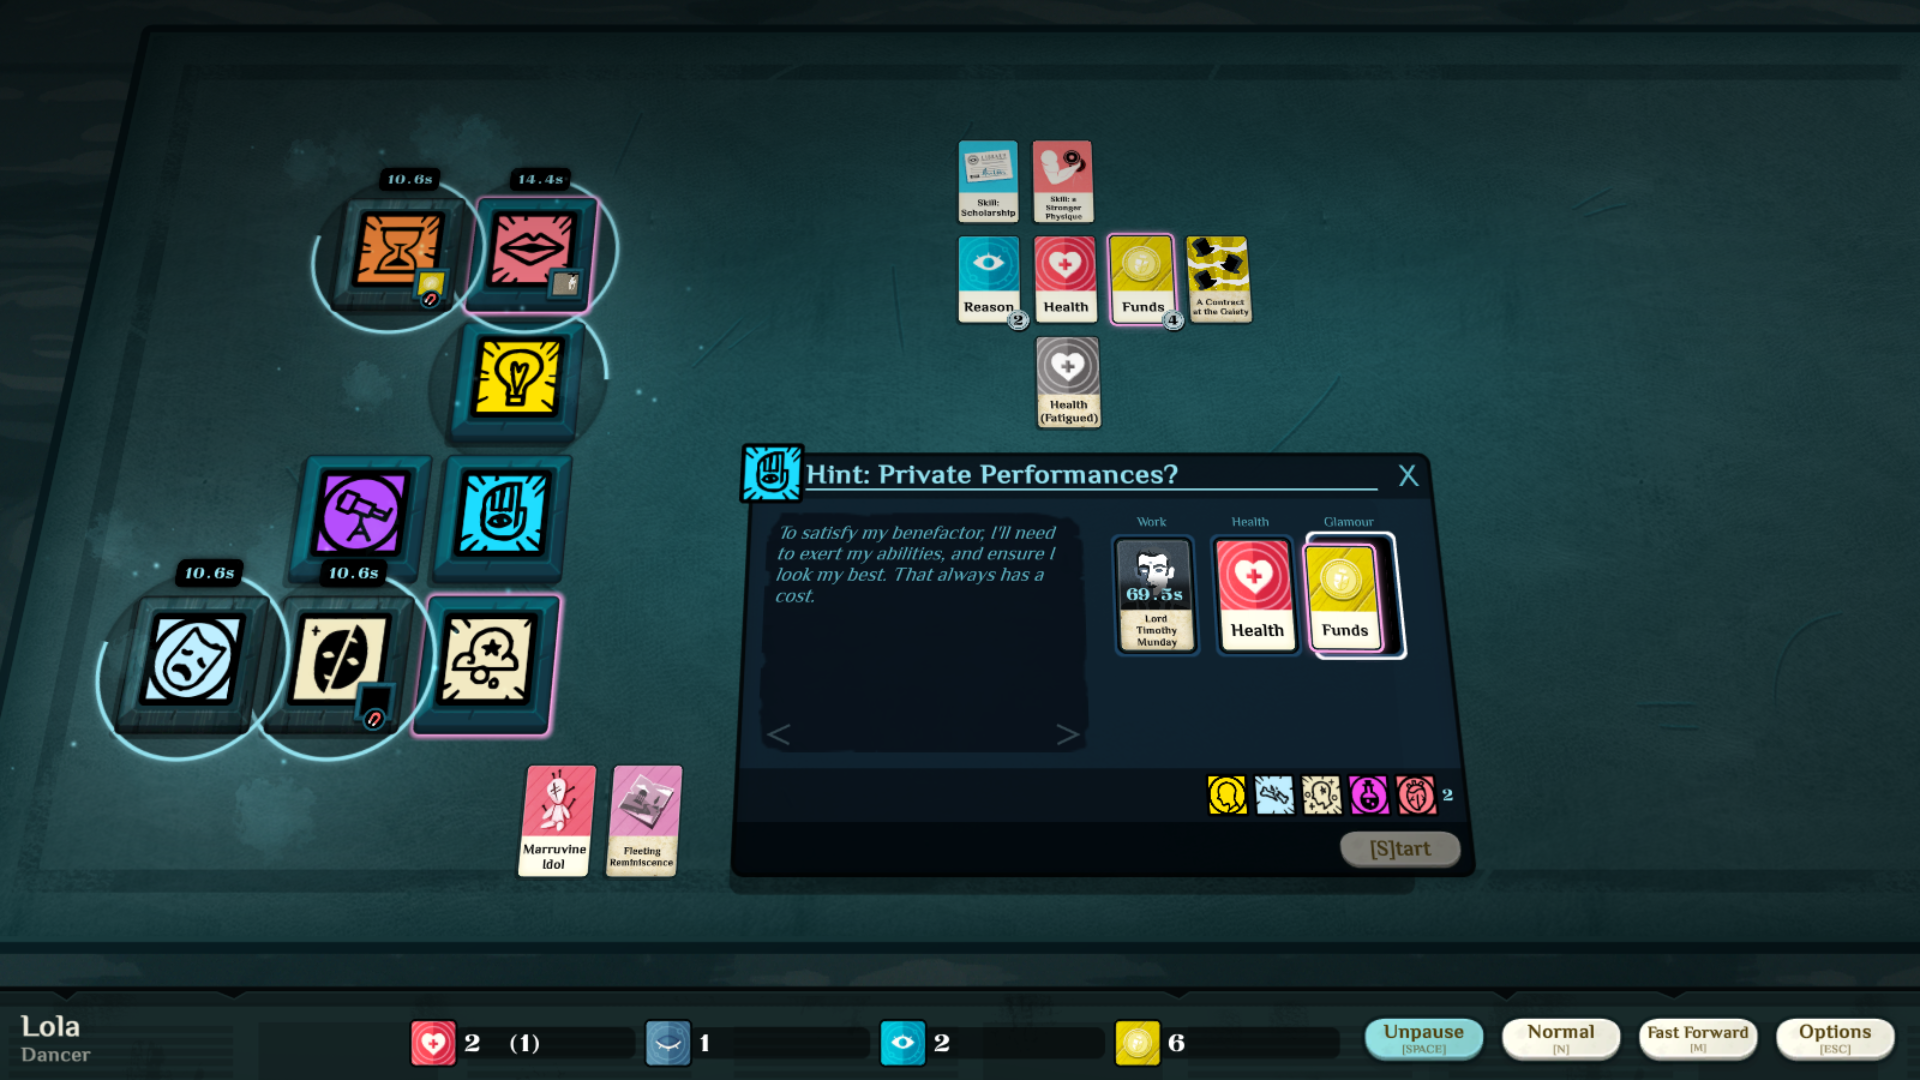 10.6s
14.4s
LIBRARY
Skill:
Scholarship
Skill: a
Stronger
Physique
Reason
2
Health
Funds
4
A Contract
at the Gaiety
Health
(Fatigued)
Hint: Private Performances?
X
To satisfy my benefactor, I'll need
to exert my abilities, and ensure I
look my best. That always has a
cost.
<
>
Work
Health
Glamour
69.5s
Lord
Timothy
Munday
Health
Funds
2
[S]tart
10.6s
10.6s
Marruvine
Idol
Fleeting
Reminiscence
Lola
Dancer
2 (1)
1
2
6
Unpause
[SPACE]
Normal
[N]
Fast Forward
[M]
Options
[ESC]